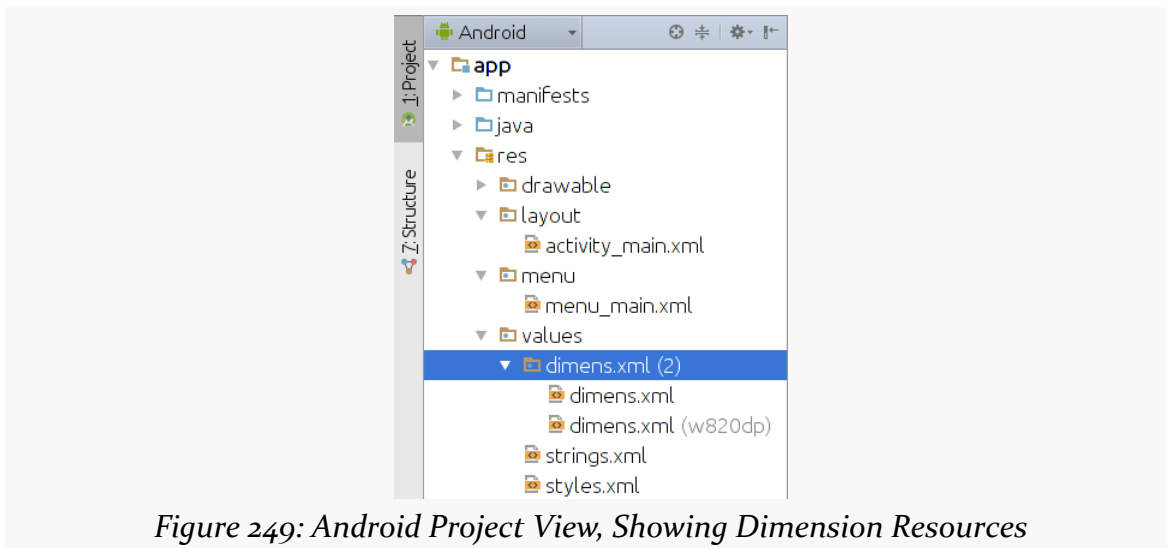 Android
1: Project
7: Structure
app
manifests
java
res
drawable
layout
activity_main.xml
menu
menu_main.xml
values
dimens.xml (2)
dimens.xml
dimens.xml (w820dp)
strings.xml
styles.xml
Figure 249: Android Project View, Showing Dimension Resources